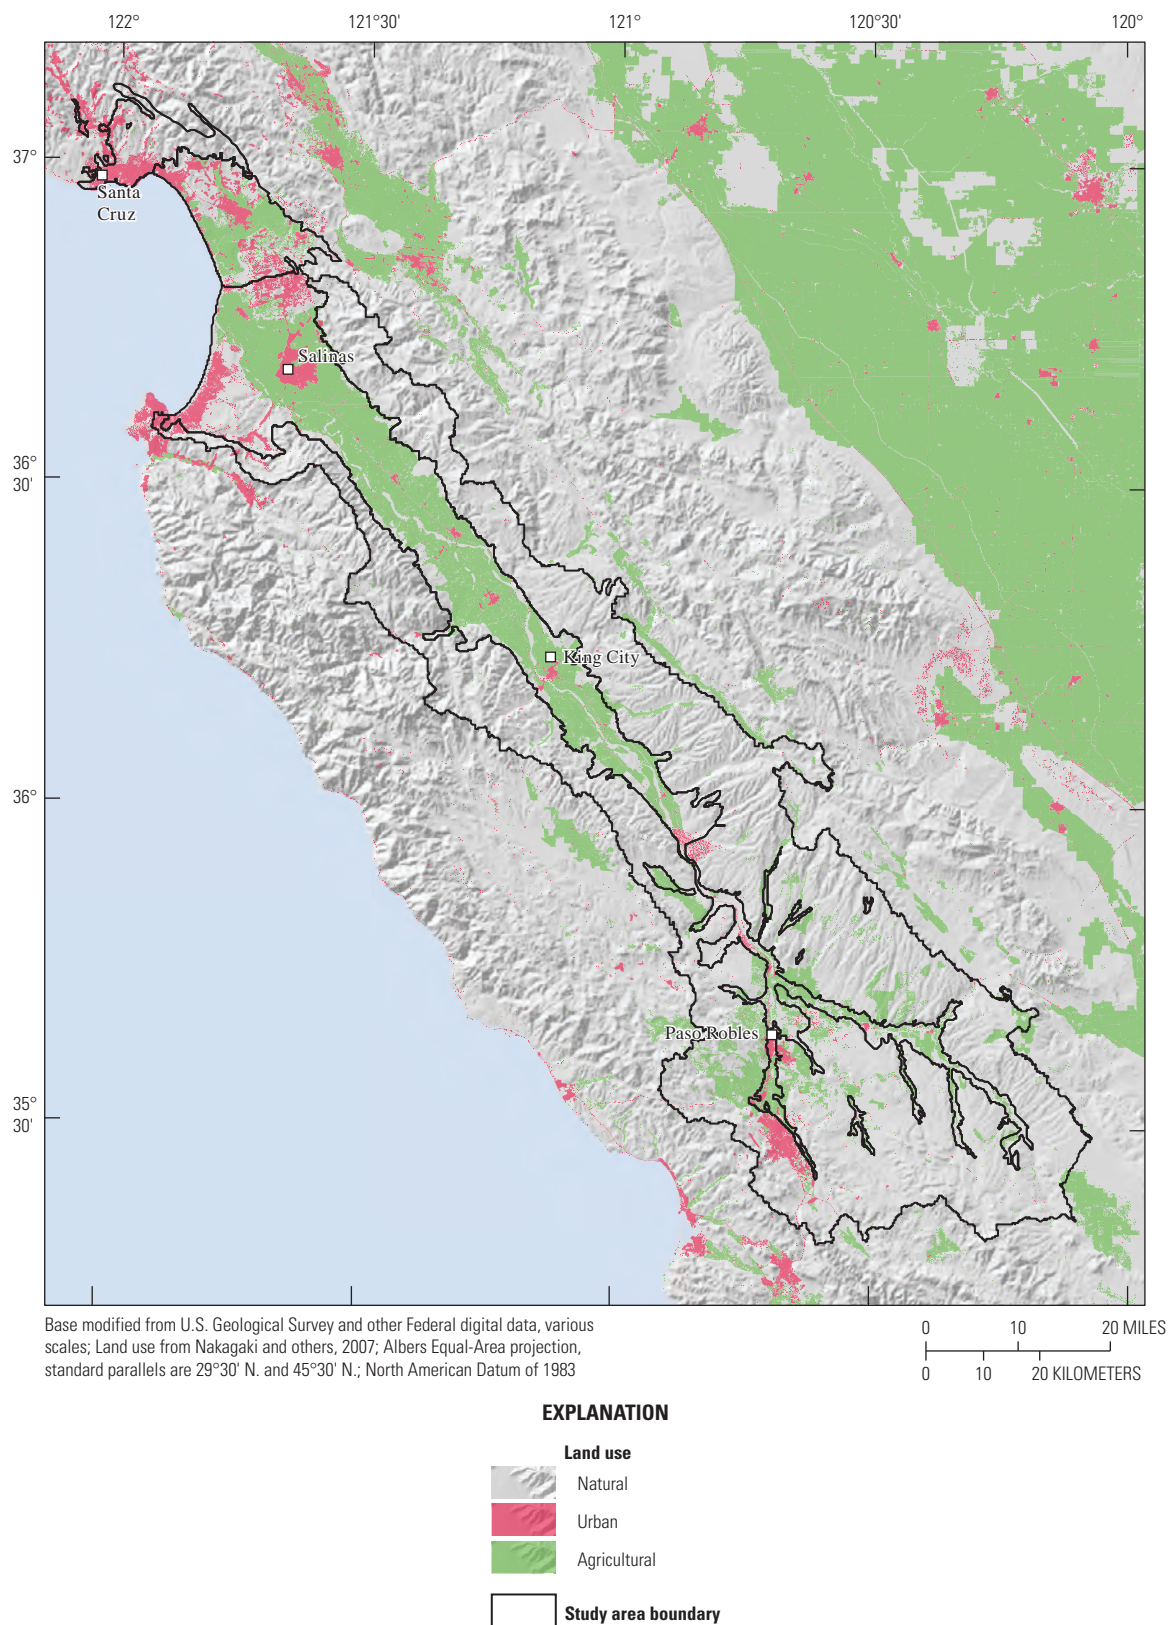 122°
121°30'
121°
120°30'
120°
37°
Santa
Cruz
Salinas
36°
30'
King City
36°
Paso Robles
35°
30'
Base modified from U.S. Geological Survey and other Federal digital data, various
scales; Land use from Nakagaki and others, 2007; Albers Equal-Area projection,
standard parallels are 29°30' N. and 45°30' N.; North American Datum of 1983
0 10 20 MILES
0 10 20 KILOMETERS
EXPLANATION
Land use
Natural
Urban
Agricultural
Study area boundary